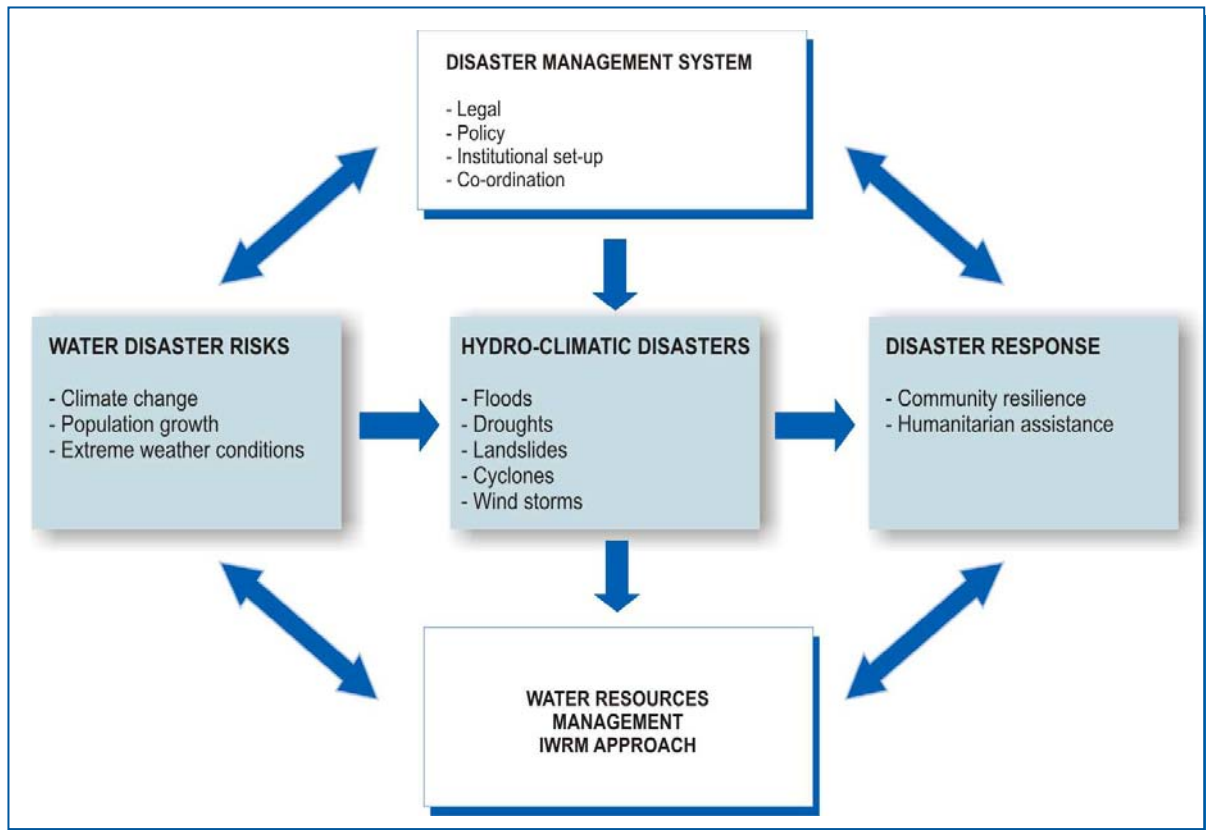 DISASTER MANAGEMENT SYSTEM
- Legal
- Policy
- Institutional set-up
- Co-ordination
WATER DISASTER RISKS
- Climate change
- Population growth
- Extreme weather conditions
HYDRO-CLIMATIC DISASTERS
- Floods
- Droughts
- Landslides
- Cyclones
- Wind storms
DISASTER RESPONSE
- Community resilience
- Humanitarian assistance
WATER RESOURCES
MANAGEMENT
IWRM APPROACH